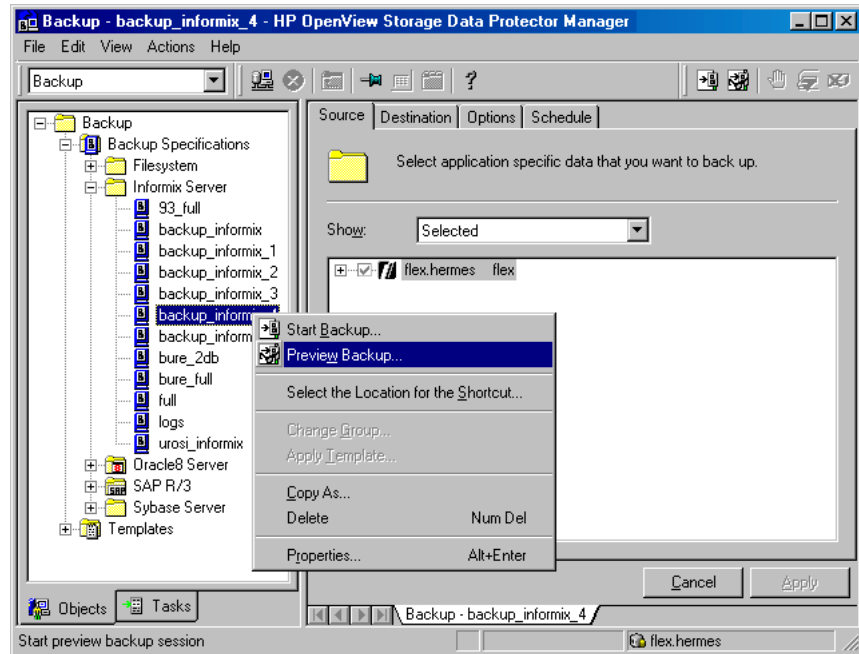 Backup - backup_informix_4 - HP OpenView Storage Data Protector Manager
File Edit View Actions Help
Backup
Backup
Backup Specifications
Filesystem
Informix Server
93_full
backup_informix
backup_informix_1
backup_informix_2
backup_informix_3
backup_inform
backup_inform
bure_2db
bure_full
full
logs
urosi_informix
Oracle8 Server
SAP R/3
Sybase Server
Templates
Objects Tasks
Source Destination Options Schedule
Select application specific data that you want to back up.
Show: Selected
flex.hermes flex
Start Backup...
Preview Backup...
Select the Location for the Shortcut...
Change Group...
Apply Template...
Copy As...
Delete Num Del
Properties... Alt+Enter
Cancel Apply
Backup - backup_informix_4
Start preview backup session
flex.hermes